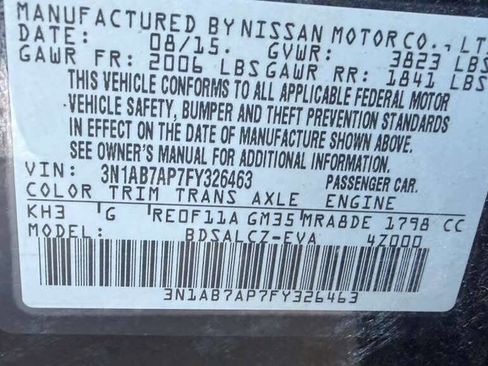 MANUFACTURED BY NISSAN MOTOR CO., LT
DATE: 08/15. GVWR: 3823 LBS
GAWR FR: 2006 LBS GAWR RR: 1841 LBS
THIS VEHICLE CONFORMS TO ALL APPLICABLE FEDERAL MOTOR
VEHICLE SAFETY, BUMPER AND THEFT PREVENTION STANDARDS
IN EFFECT ON THE DATE OF MANUFACTURE SHOWN ABOVE.
SEE OWNER'S MANUAL FOR ADDITIONAL INFORMATION.
VIN: 3N1AB7AP7FY326463 PASSENGER CAR.
COLOR TRIM TRANS AXLE ENGINE
KH3 G RE0F11A GM35 MRA8DE 1798 CC
MODEL: BDSALCZ-EVA 4Z000
3N1AB7AP7FY326463